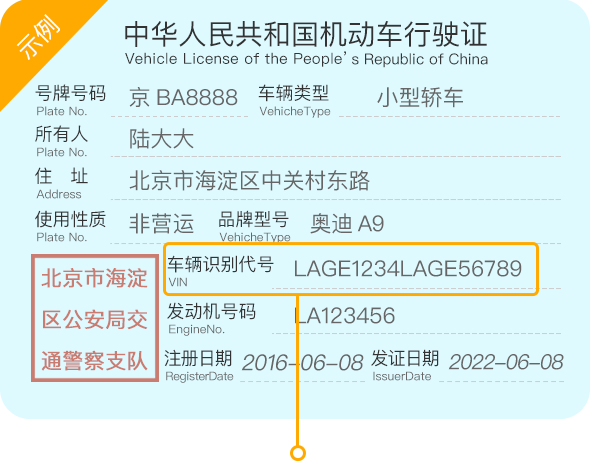 示例
中华人民共和国机动车行驶证
Vehicle License of the People's Republic of China
号牌号码 京 BA8888 车辆类型 小型轿车
Plate No. VehicheType
所有人 陆大大
Plate No.
住 址 北京市海淀区中关村东路
Address
使用性质 非营运 品牌型号 奥迪 A9
Plate No. VehicheType
车辆识别代号 LAGE1234LAGE56789
VIN
北京市海淀
区公安局交
通警察支队
发动机号码 LA123456
EngineNo.
注册日期 2016-06-08 发证日期 2022-06-08
RegisterDate IssuerDate